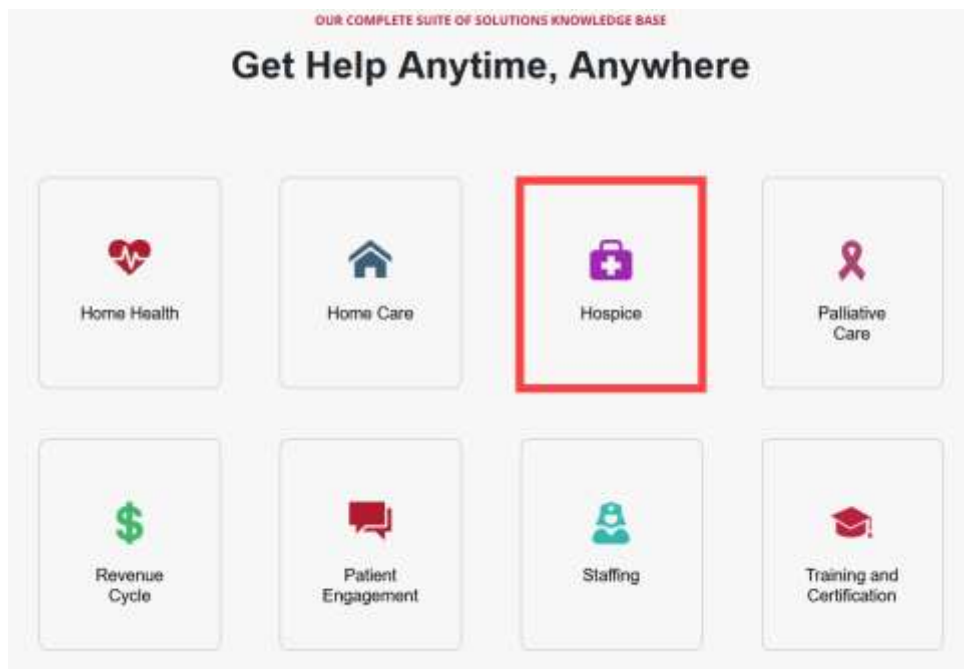 OUR COMPLETE SUITE OF SOLUTIONS KNOWLEDGE BASE
Get Help Anytime, Anywhere
Home Health
Home Care
Hospice
Palliative
Care
Revenue
Cycle
Patient
Engagement
Staffing
Training and
Certification